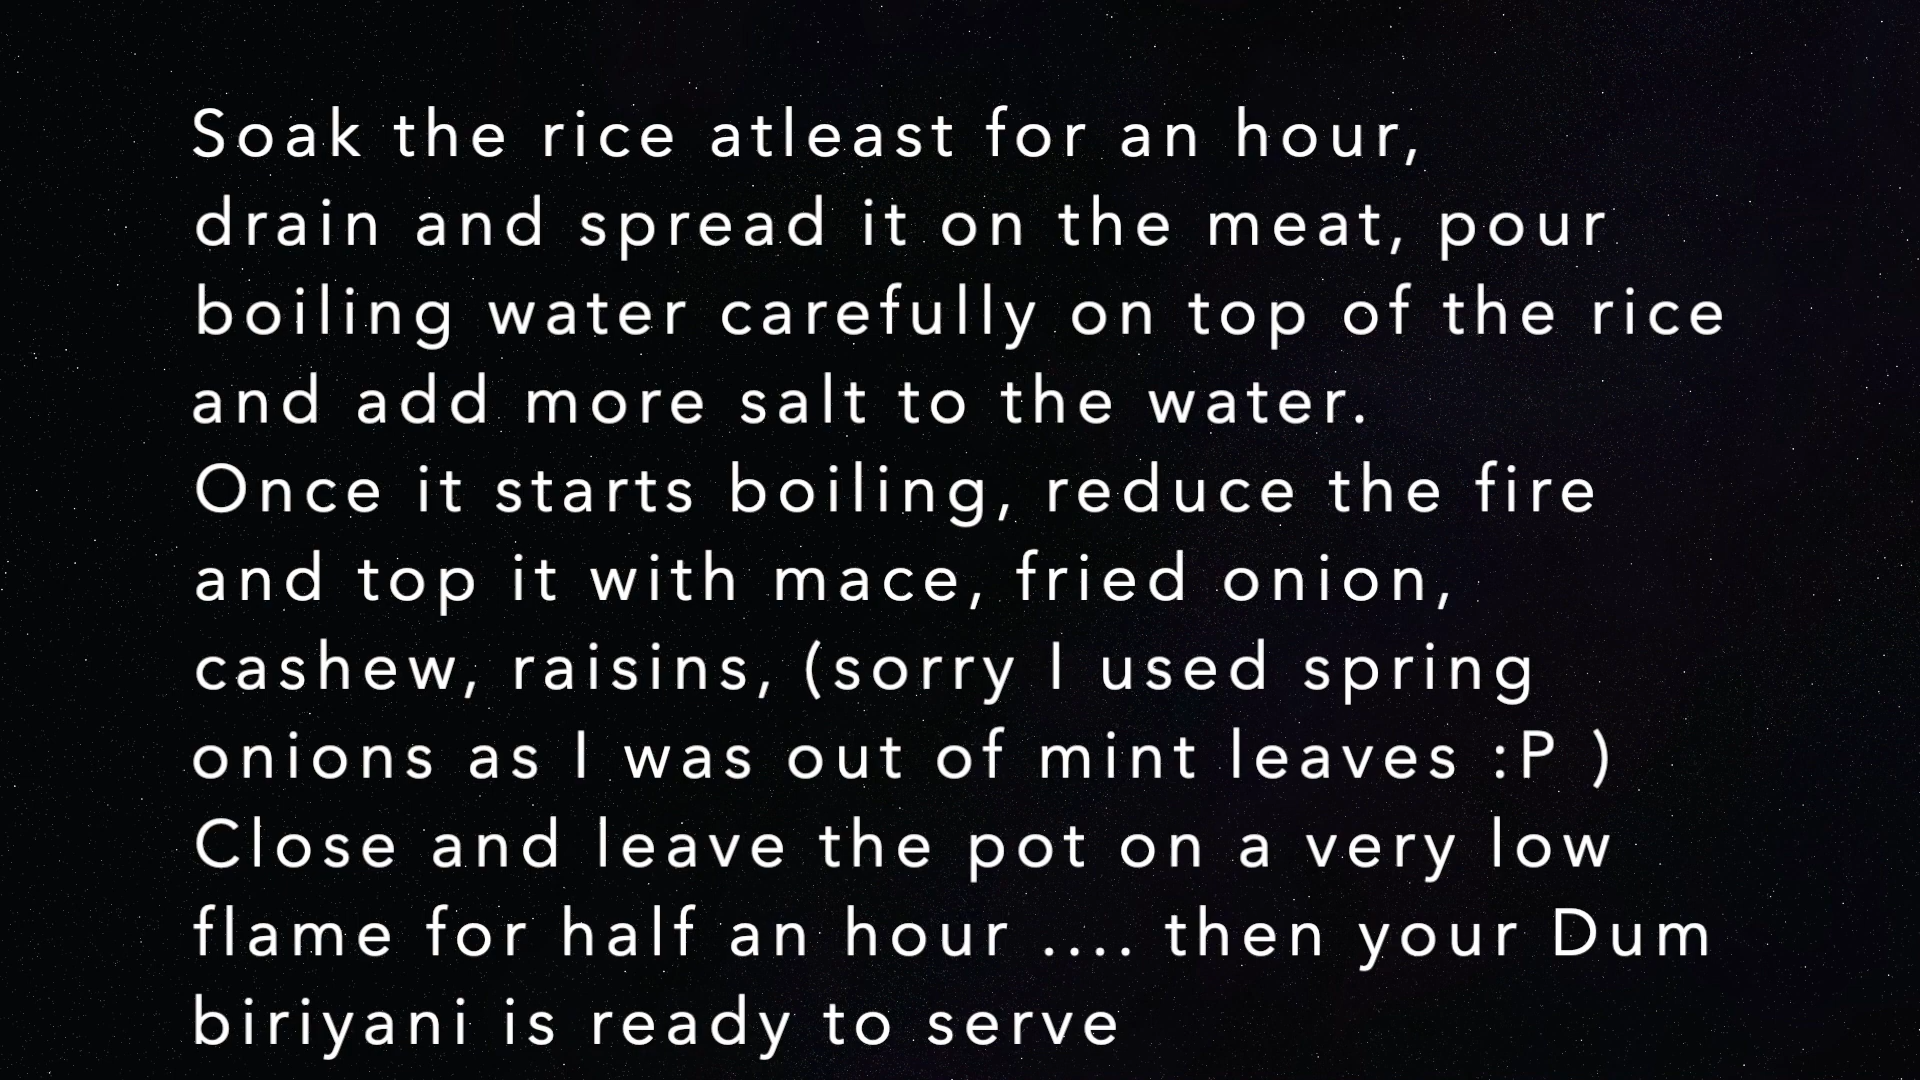 Soak the rice atleast for an hour,
drain and spread it on the meat, pour
boiling water carefully on top of the rice
and add more salt to the water.
Once it starts boiling, reduce the fire
and top it with mace, fried onion,
cashew, raisins, (sorry I used spring
onions as I was out of mint leaves :P )
Close and leave the pot on a very low
flame for half an hour .... then your Dum
biriyani is ready to serve